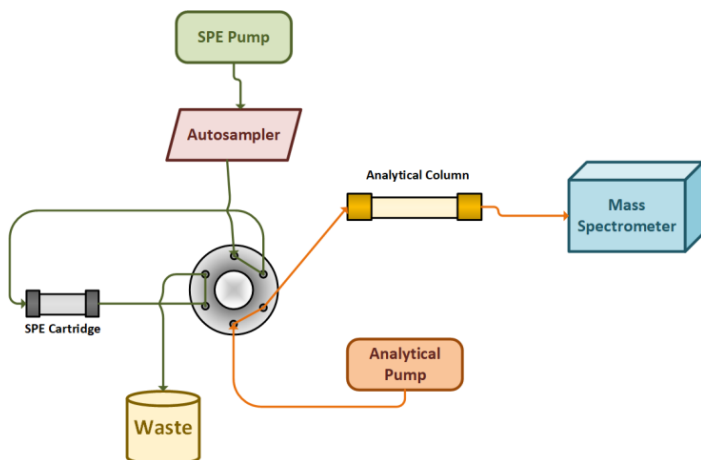 SPE Pump
Autosampler
Analytical Column
Mass
Spectrometer
SPE Cartridge
Analytical
Pump
Waste